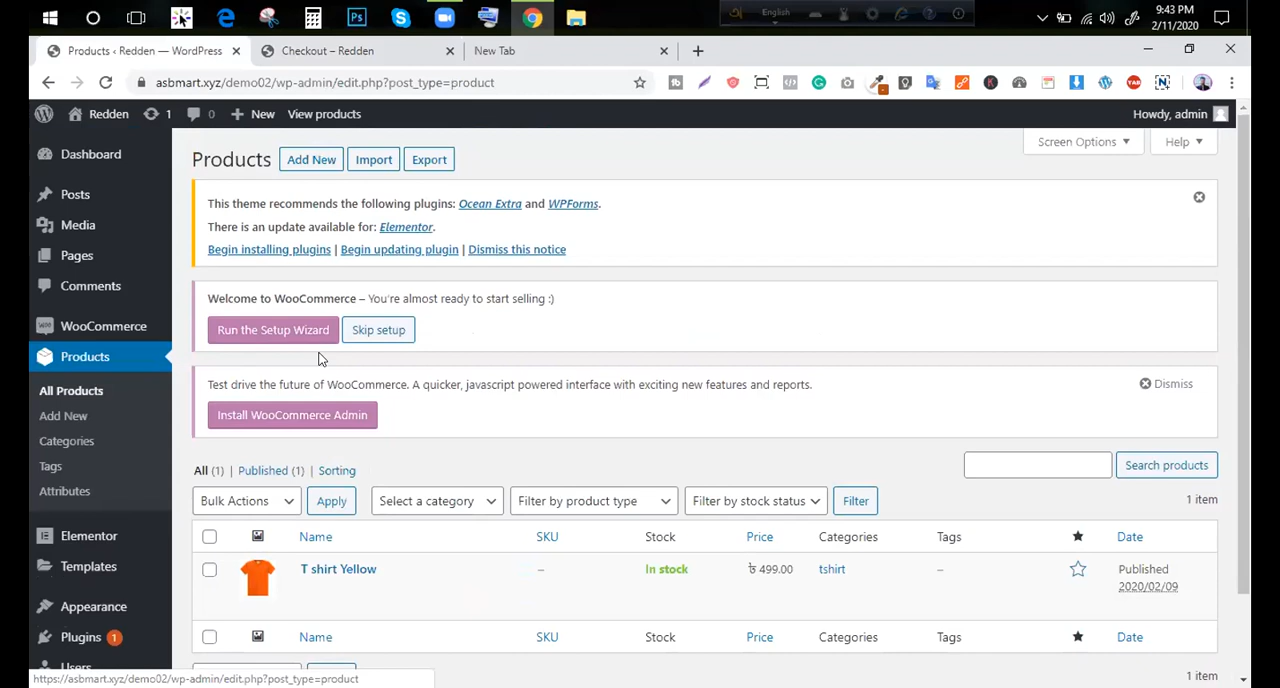 English
9:43 PM
2/11/2020
Products ‹ Redden — WordPress
Checkout – Redden
New Tab
asbmart.xyz/demo02/wp-admin/edit.php?post_type=product
Redden
1
0
New
View products
Howdy, admin
Dashboard
Posts
Media
Pages
Comments
WooCommerce
Products
All Products
Add New
Categories
Tags
Attributes
Elementor
Templates
Appearance
Plugins 1
Users
Screen Options
Help
Products
Add New
Import
Export
This theme recommends the following plugins: Ocean Extra and WPForms.
There is an update available for: Elementor.
Begin installing plugins | Begin updating plugin | Dismiss this notice
Welcome to WooCommerce – You're almost ready to start selling :)
Run the Setup Wizard
Skip setup
Test drive the future of WooCommerce. A quicker, javascript powered interface with exciting new features and reports.
Dismiss
Install WooCommerce Admin
All (1) | Published (1) | Sorting
Search products
Bulk Actions
Apply
Select a category
Filter by product type
Filter by stock status
Filter
1 item
Name SKU Stock Price Categories Tags Date
T shirt Yellow – In stock ৳ 499.00 tshirt – Published
2020/02/09
Name SKU Stock Price Categories Tags Date
1 item
https://asbmart.xyz/demo02/wp-admin/edit.php?post_type=product